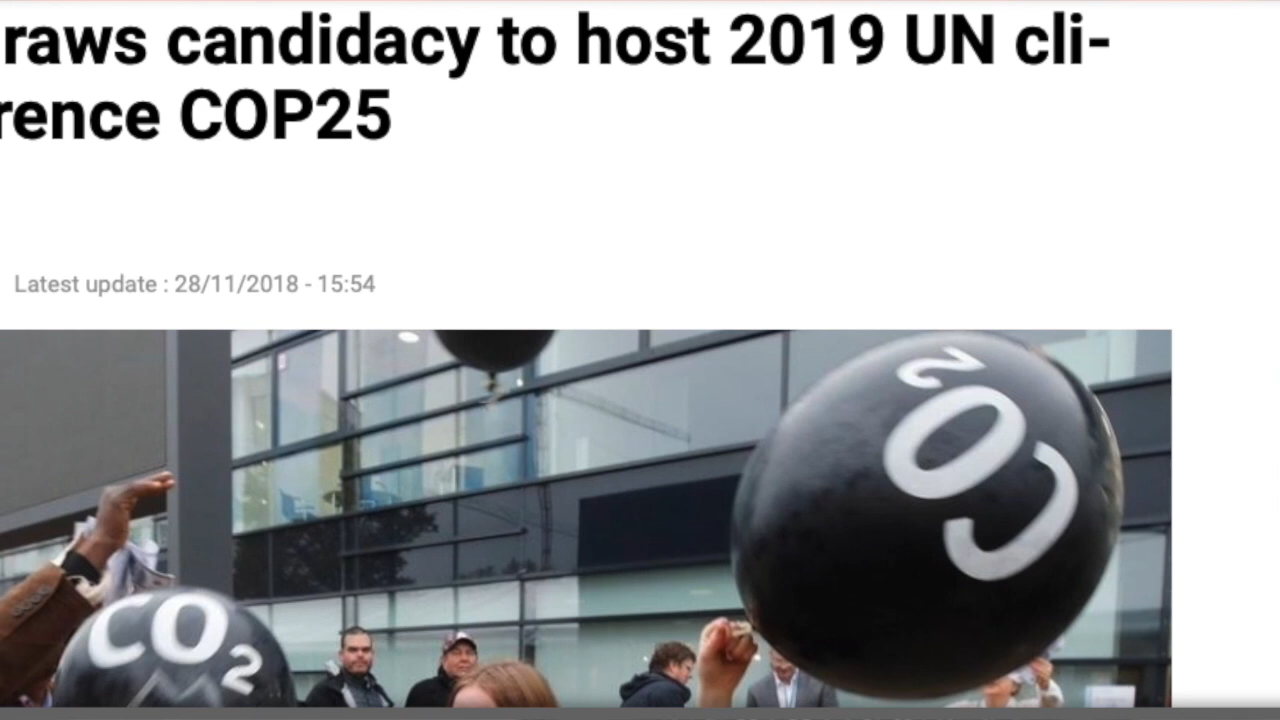 raws candidacy to host 2019 UN cli-
rence COP25
Latest update : 28/11/2018 - 15:54
CO2
CO2